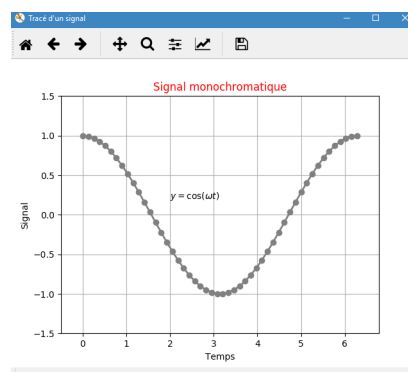 Tracé d'un signal
Signal monochromatique
1.5
1.0
0.5
0.0
−0.5
−1.0
−1.5
Signal
y = cos(ωt)
0 1 2 3 4 5 6
Temps